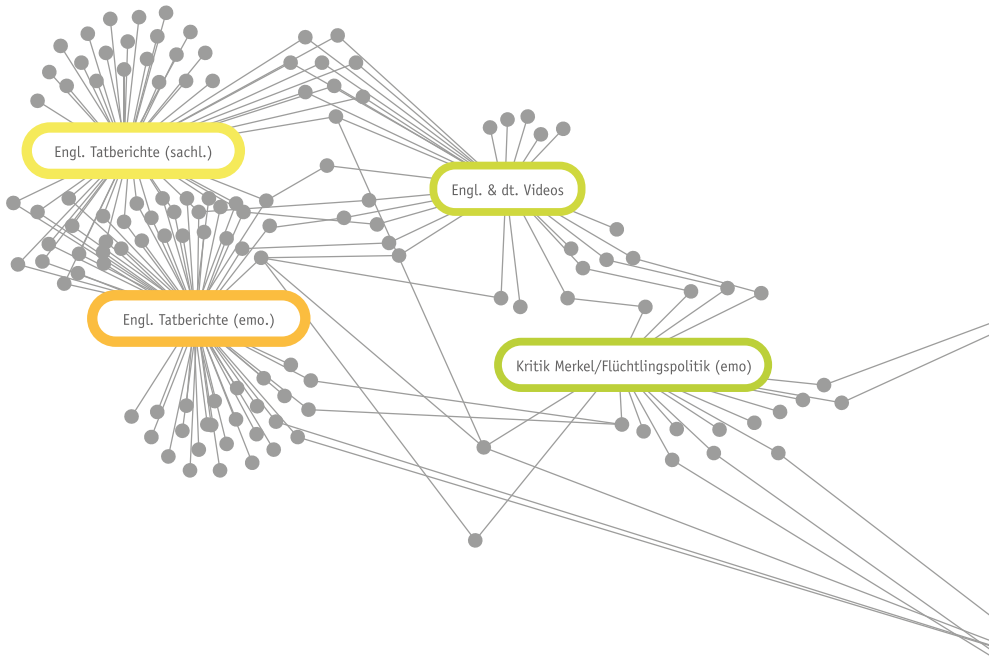 Engl. Tatberichte (sachl.)
Engl. & dt. Videos
Engl. Tatberichte (emo.)
Kritik Merkel/Flüchtlingspolitik (emo)